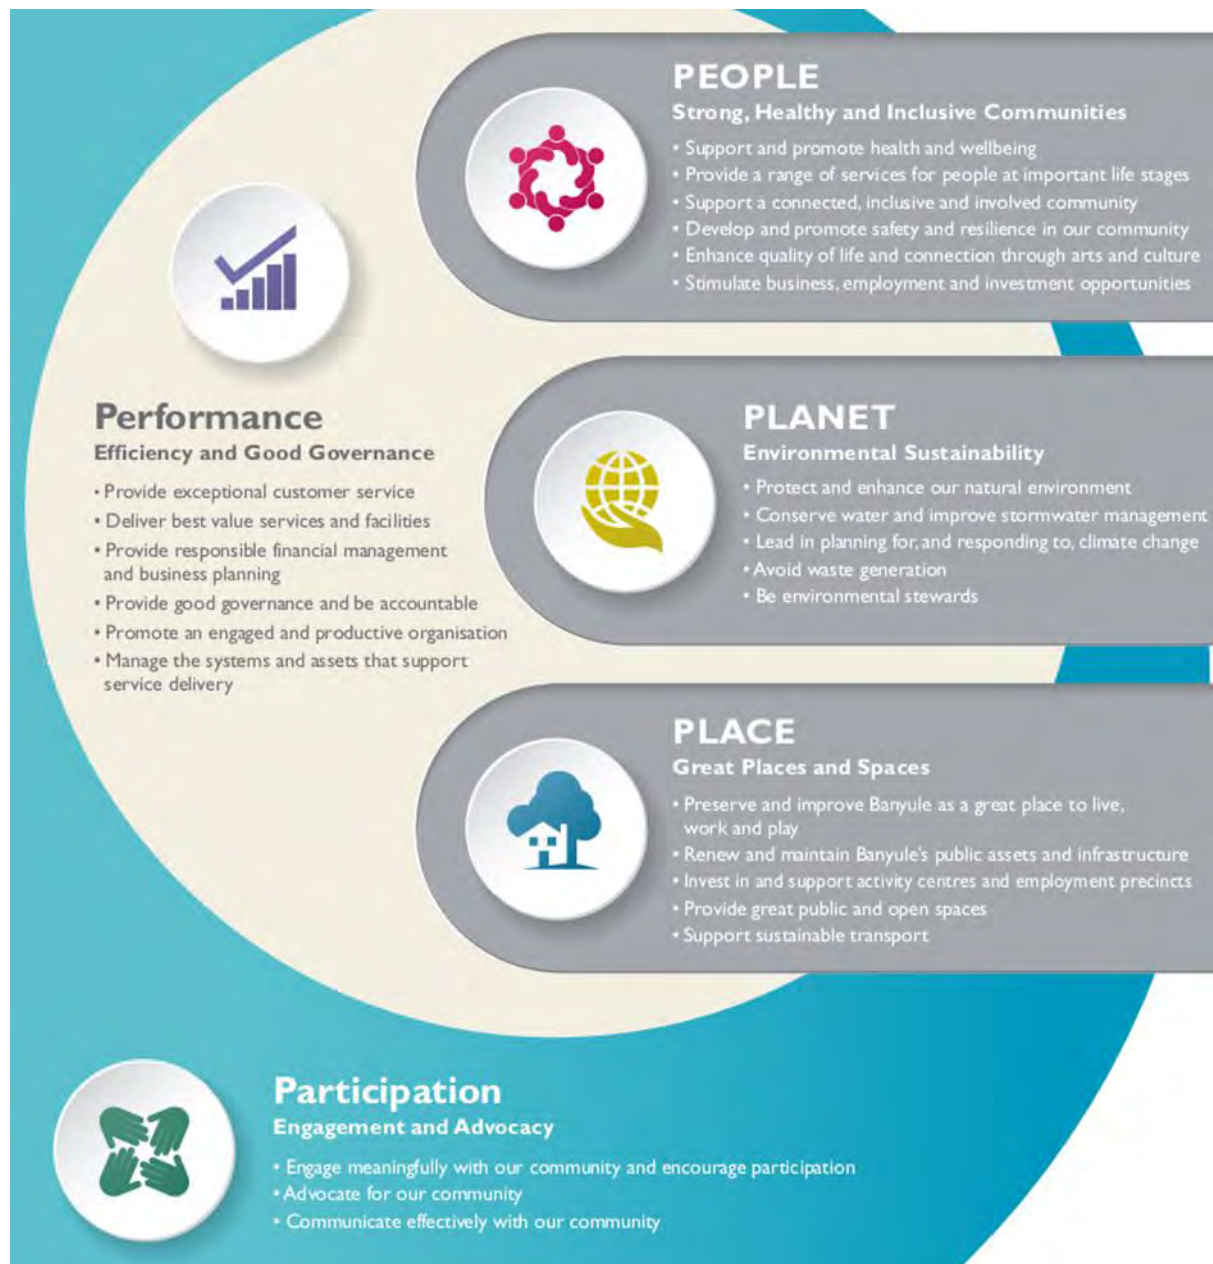 PEOPLE
Strong, Healthy and Inclusive Communities
• Support and promote health and wellbeing
• Provide a range of services for people at important life stages
• Support a connected, inclusive and involved community
• Develop and promote safety and resilience in our community
• Enhance quality of life and connection through arts and culture
• Stimulate business, employment and investment opportunities
Performance
Efficiency and Good Governance
• Provide exceptional customer service
• Deliver best value services and facilities
• Provide responsible financial management
and business planning
• Provide good governance and be accountable
• Promote an engaged and productive organisation
• Manage the systems and assets that support
service delivery
PLANET
Environmental Sustainability
• Protect and enhance our natural environment
• Conserve water and improve stormwater management
• Lead in planning for, and responding to, climate change
• Avoid waste generation
• Be environmental stewards
PLACE
Great Places and Spaces
• Preserve and improve Banyule as a great place to live,
work and play
• Renew and maintain Banyule's public assets and infrastructure
• Invest in and support activity centres and employment precincts
• Provide great public and open spaces
• Support sustainable transport
Participation
Engagement and Advocacy
• Engage meaningfully with our community and encourage participation
• Advocate for our community
• Communicate effectively with our community